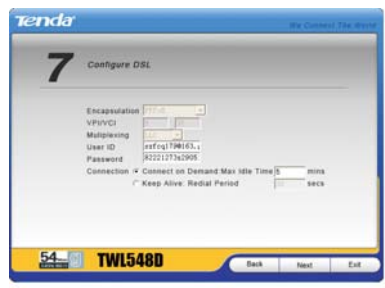 Tenda
We Connect The World
7 Configure DSL
Encapsulation
VPI/VCI
Multiplexing
User ID
Password
Connection Connect on Demand:Max Idle Time 5 mins
Keep Alive: Redial Period secs
54
TWL548D
Back Next Exit